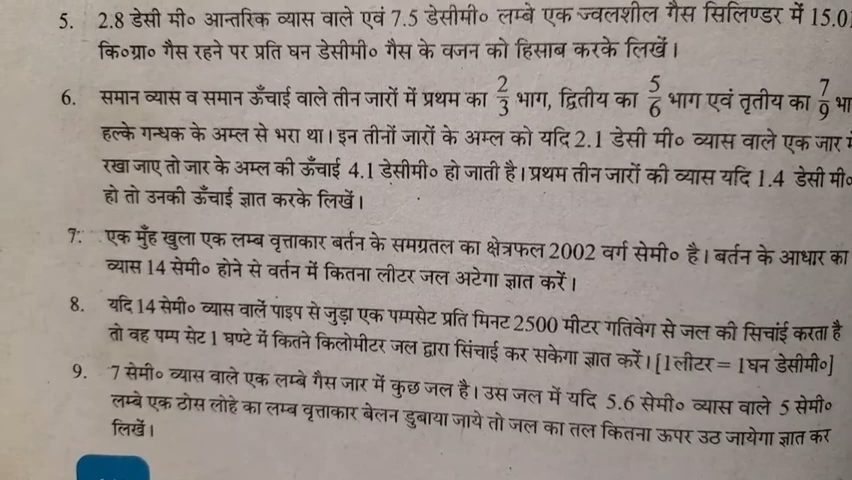 5. 2.8 डेसी मी० आन्तरिक व्यास वाले एवं 7.5 डेसीमी० लम्बे एक ज्वलशील गैस सिलिण्डर में 15.0
कि०ग्रा० गैस रहने पर प्रति घन डेसीमी० गैस के वजन को हिसाब करके लिखें।
6. समान व्यास व समान ऊँचाई वाले तीन जारों में प्रथम का 2/3 भाग, द्वितीय का 5/6 भाग एवं तृतीय का 7/9 भा
हल्के गन्धक के अम्ल से भरा था। इन तीनों जारों के अम्ल को यदि 2.1 डेसी मी० व्यास वाले एक जार में
रखा जाए तो जार के अम्ल की ऊँचाई 4.1 डेसीमी० हो जाती है। प्रथम तीन जारों की व्यास यदि 1.4 डेसी मी०
हो तो उनकी ऊँचाई ज्ञात करके लिखें।
7. एक मुँह खुला एक लम्ब वृत्ताकार बर्तन के समग्रतल का क्षेत्रफल 2002 वर्ग सेमी० है। बर्तन के आधार का
व्यास 14 सेमी० होने से वर्तन में कितना लीटर जल अटेगा ज्ञात करें।
8. यदि 14 सेमी० व्यास वालें पाइप से जुड़ा एक पम्पसेट प्रति मिनट 2500 मीटर गतिवेग से जल की सिचांई करता है
तो वह पम्प सेट 1 घण्टे में कितने किलोमीटर जल द्वारा सिंचाई कर सकेगा ज्ञात करें। [1लीटर = 1घन डेसीमी०]
9. 7 सेमी० व्यास वाले एक लम्बे गैस जार में कुछ जल है। उस जल में यदि 5.6 सेमी० व्यास वाले 5 सेमी०
लम्बे एक ठोस लोहे का लम्ब वृत्ताकार बेलन डुबाया जाये तो जल का तल कितना ऊपर उठ जायेगा ज्ञात कर
लिखें।